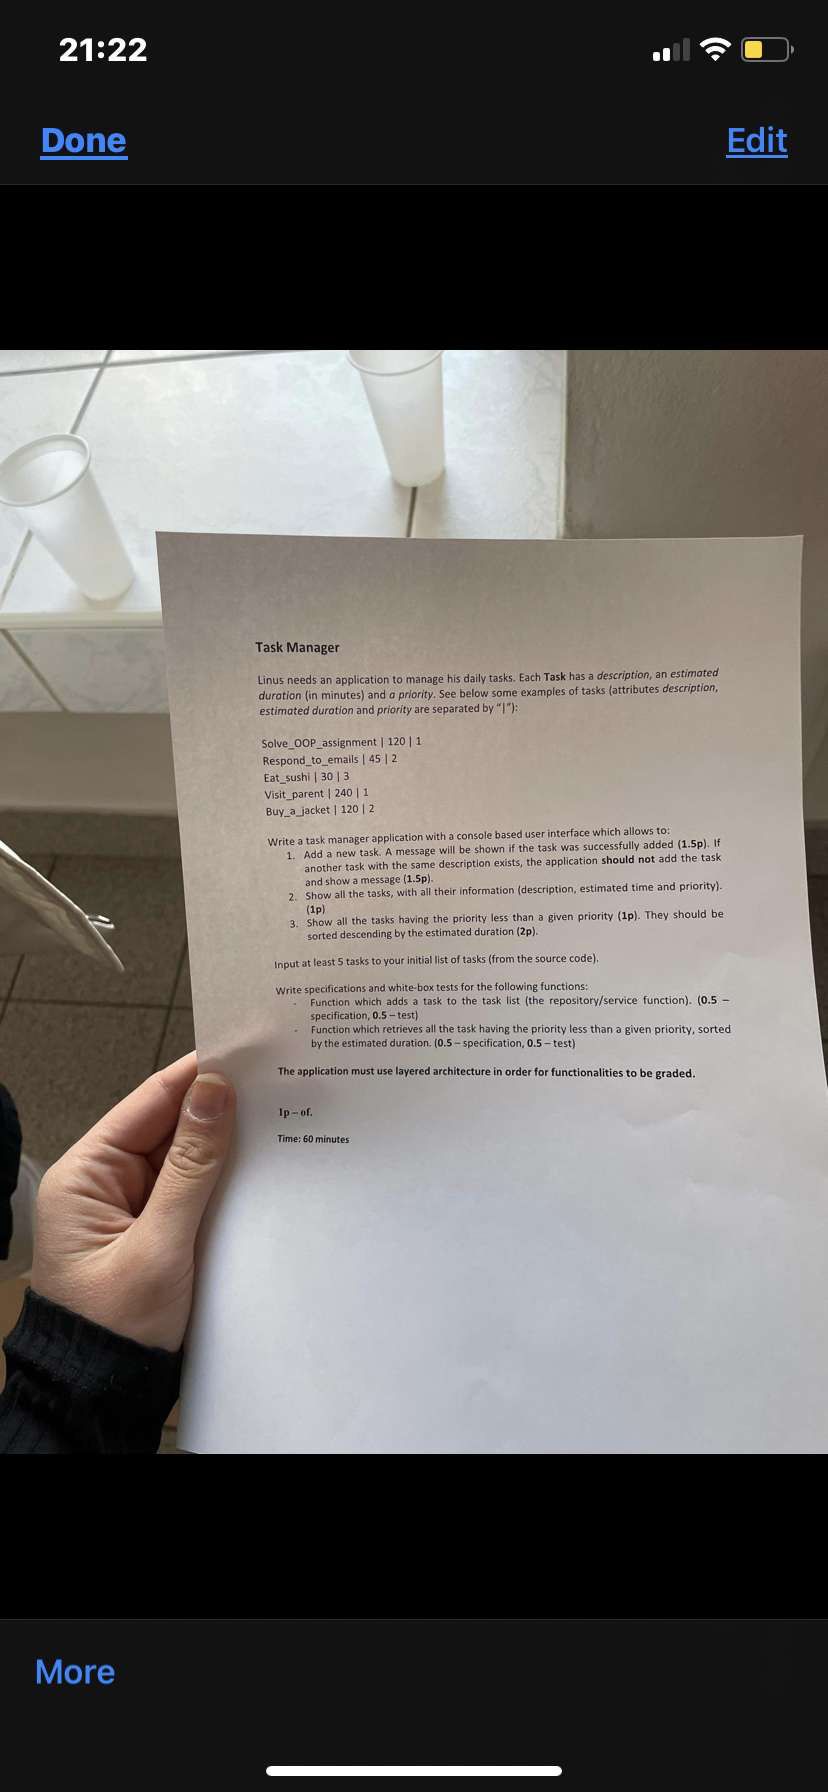 21:22
Done
Edit
Task Manager
Linus needs an application to manage his daily tasks. Each Task has a description, an estimated
duration (in minutes) and a priority. See below some examples of tasks (attributes description,
estimated duration and priority are separated by "|"):
Solve_OOP_assignment | 120 | 1
Respond_to_emails | 45 | 2
Eat_sushi | 30 | 3
Visit_parent | 240 | 1
Buy_a_jacket | 120 | 2
Write a task manager application with a console based user interface which allows to:
1. Add a new task. A message will be shown if the task was successfully added (1.5p). If
another task with the same description exists, the application should not add the task
and show a message (1.5p).
2. Show all the tasks, with all their information (description, estimated time and priority).
(1p)
3. Show all the tasks having the priority less than a given priority (1p). They should be
sorted descending by the estimated duration (2p).
Input at least 5 tasks to your initial list of tasks (from the source code).
Write specifications and white-box tests for the following functions:
- Function which adds a task to the task list (the repository/service function). (0.5 –
specification, 0.5 – test)
- Function which retrieves all the task having the priority less than a given priority, sorted
by the estimated duration. (0.5 – specification, 0.5 – test)
The application must use layered architecture in order for functionalities to be graded.
1p – of.
Time: 60 minutes
More